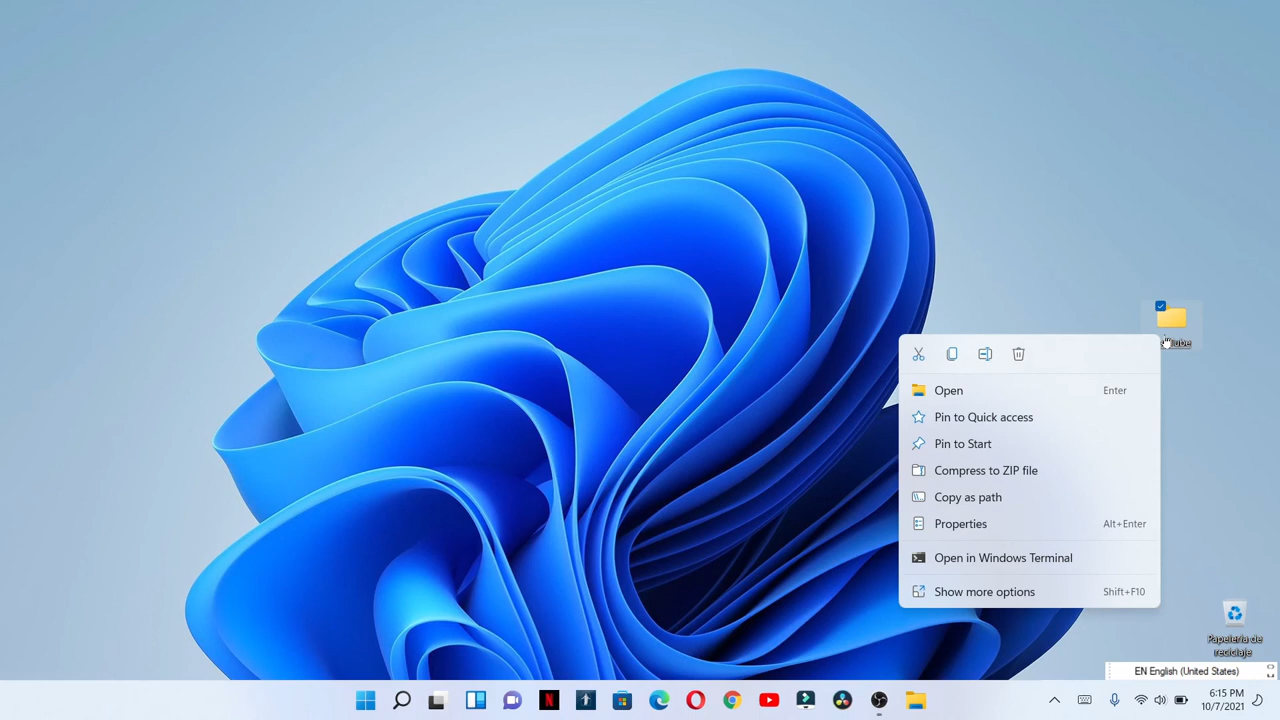 Open Enter
Pin to Quick access
Pin to Start
Compress to ZIP file
Copy as path
Properties Alt+Enter
Open in Windows Terminal
Show more options Shift+F10
Papelería de
reciclaje
EN English (United States)
6:15 PM
10/7/2021